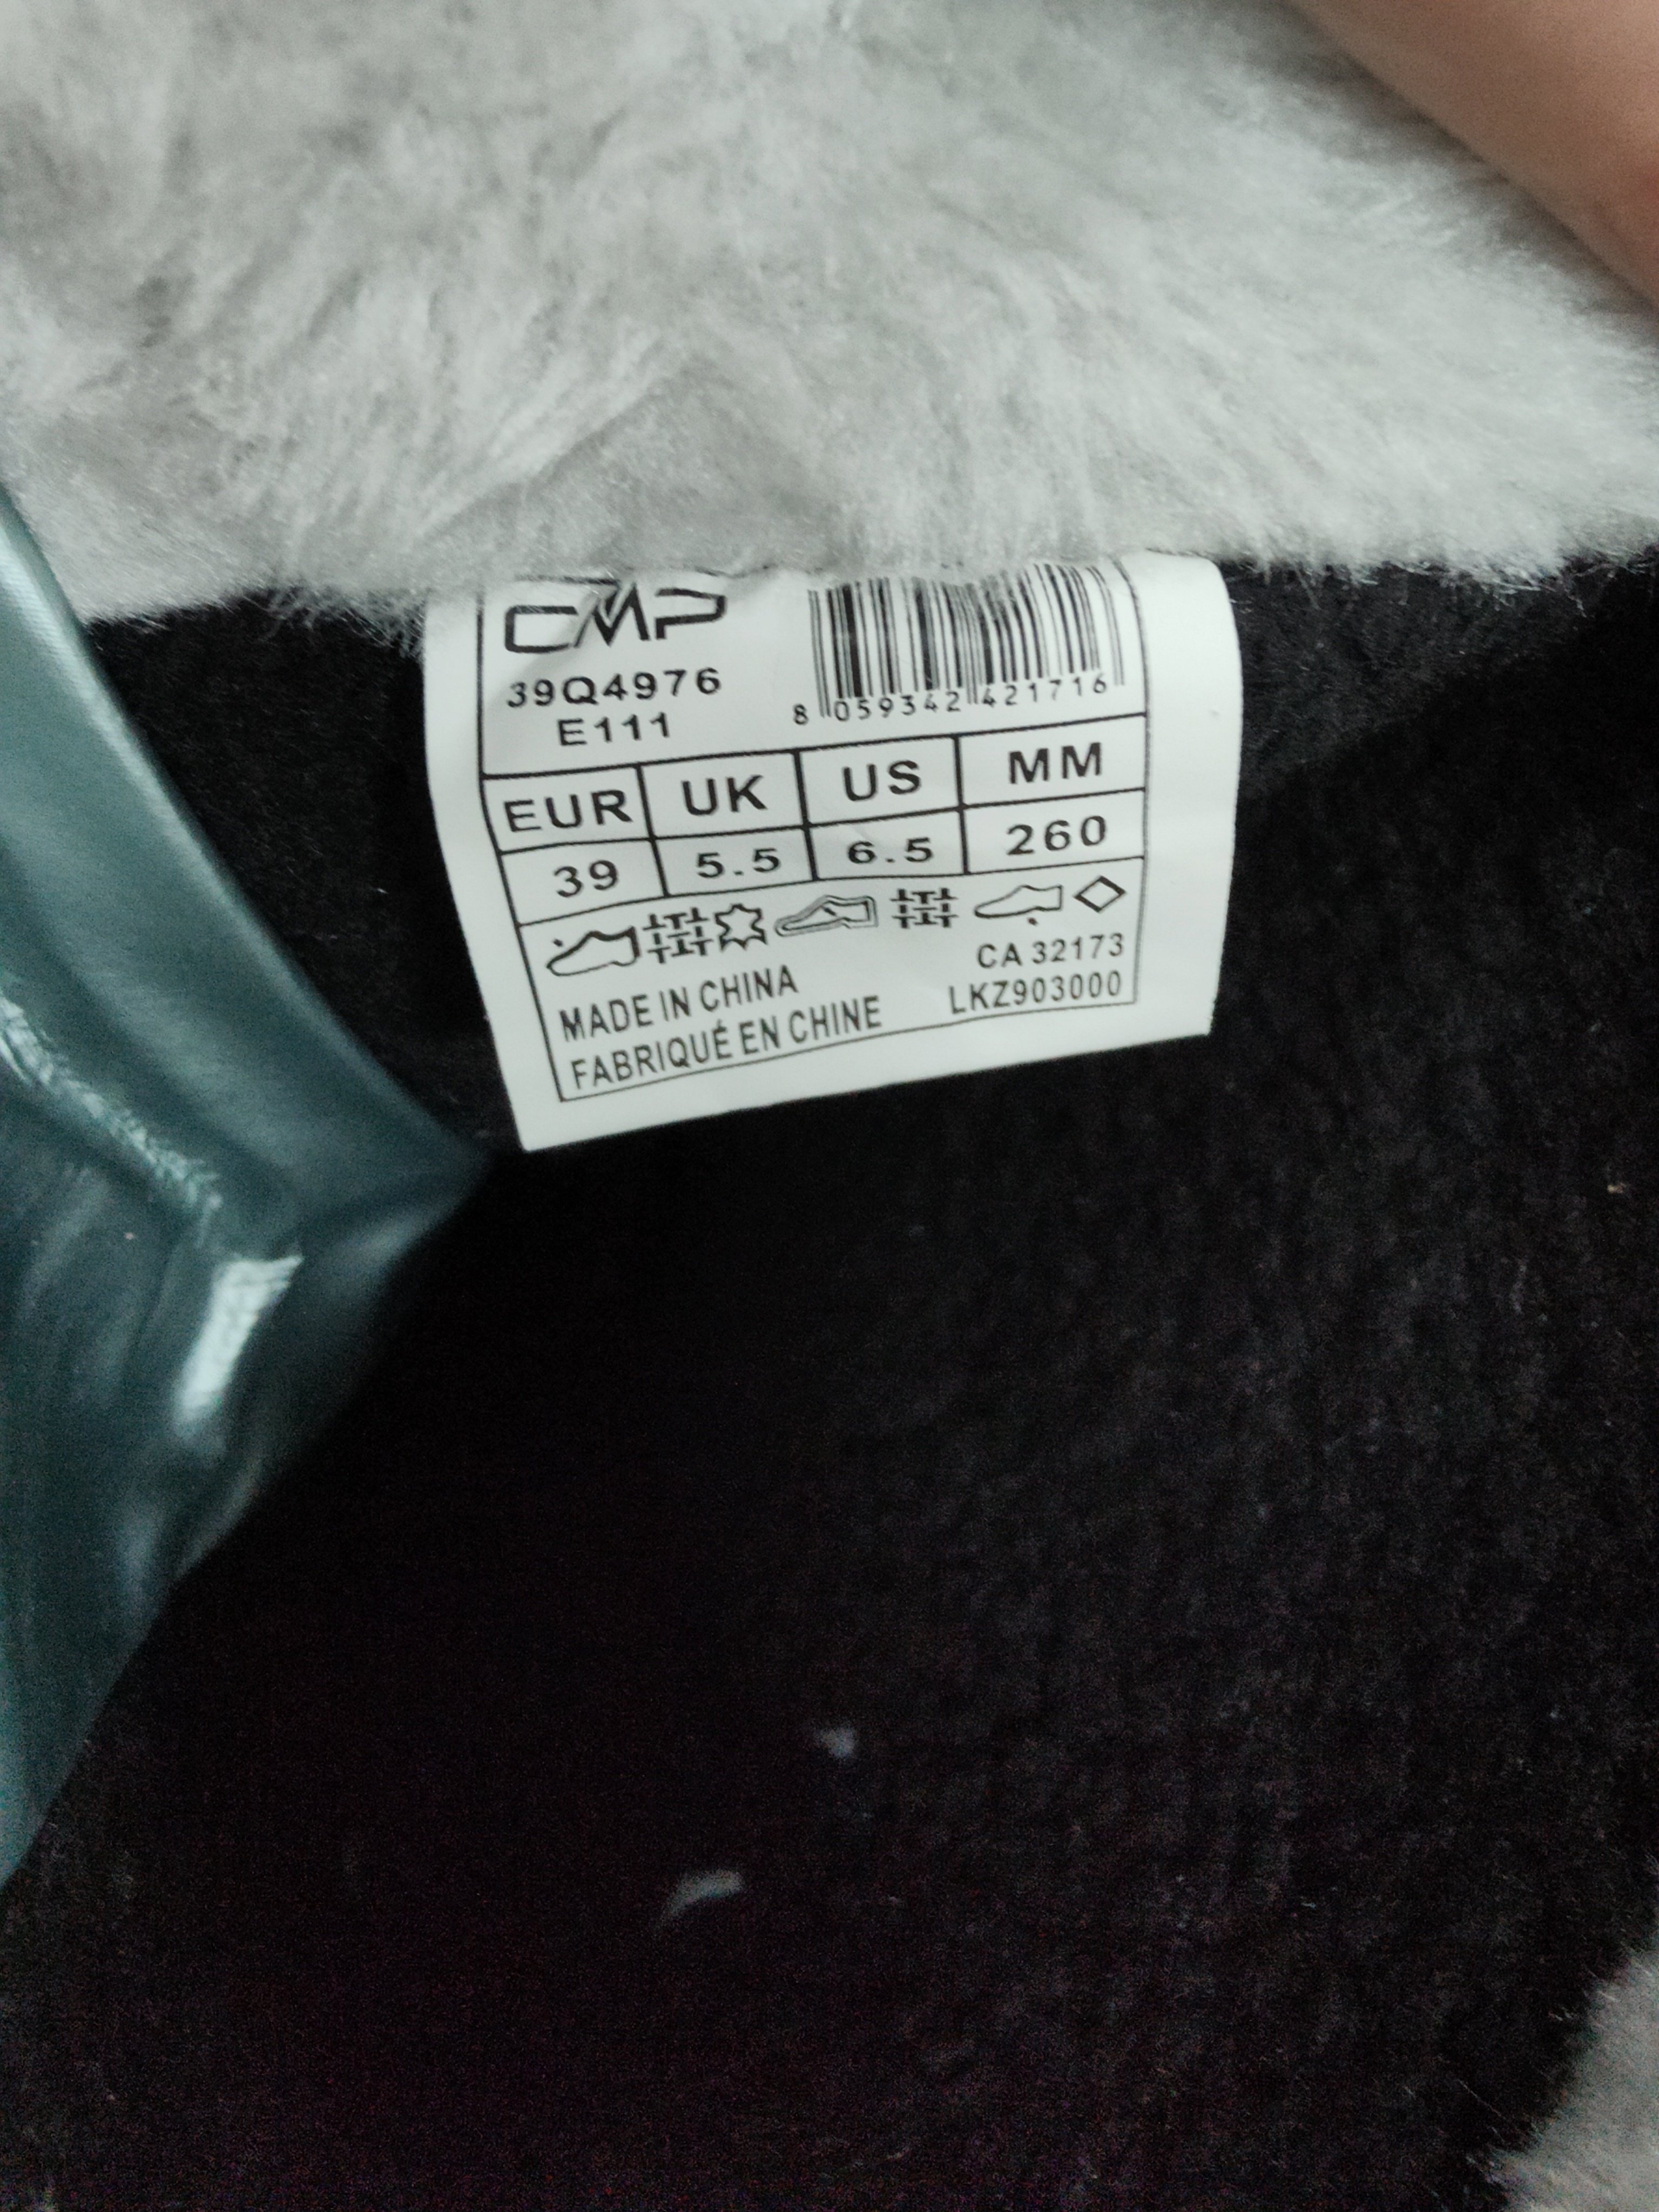 CMP
39Q4976
E111
8 059342 421716
EUR UK US MM
39 5.5 6.5 260
CA 32173
MADE IN CHINA
LKZ903000
FABRIQUÉ EN CHINE